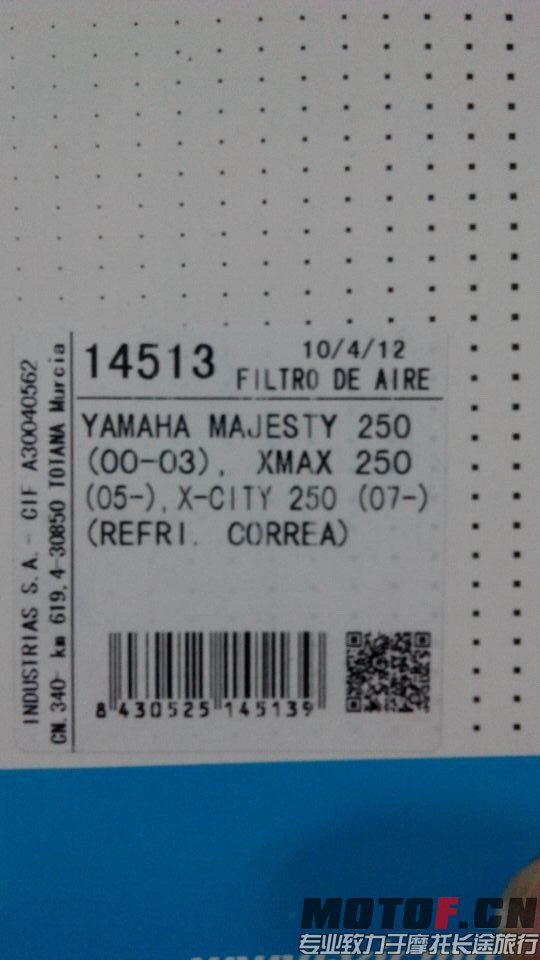 14513
10/4/12
FILTRO DE AIRE
YAMAHA MAJESTY 250
(00-03), XMAX 250
(05-), X-CITY 250 (07-)
(REFRI. CORREA)
8 430525 145139
INDUSTRIAS S.A.- CIF A30040562
CN. 340- km 619,4-30850 TOTANA Murcia
MOTOF.CN
专业致力于摩托长途旅行